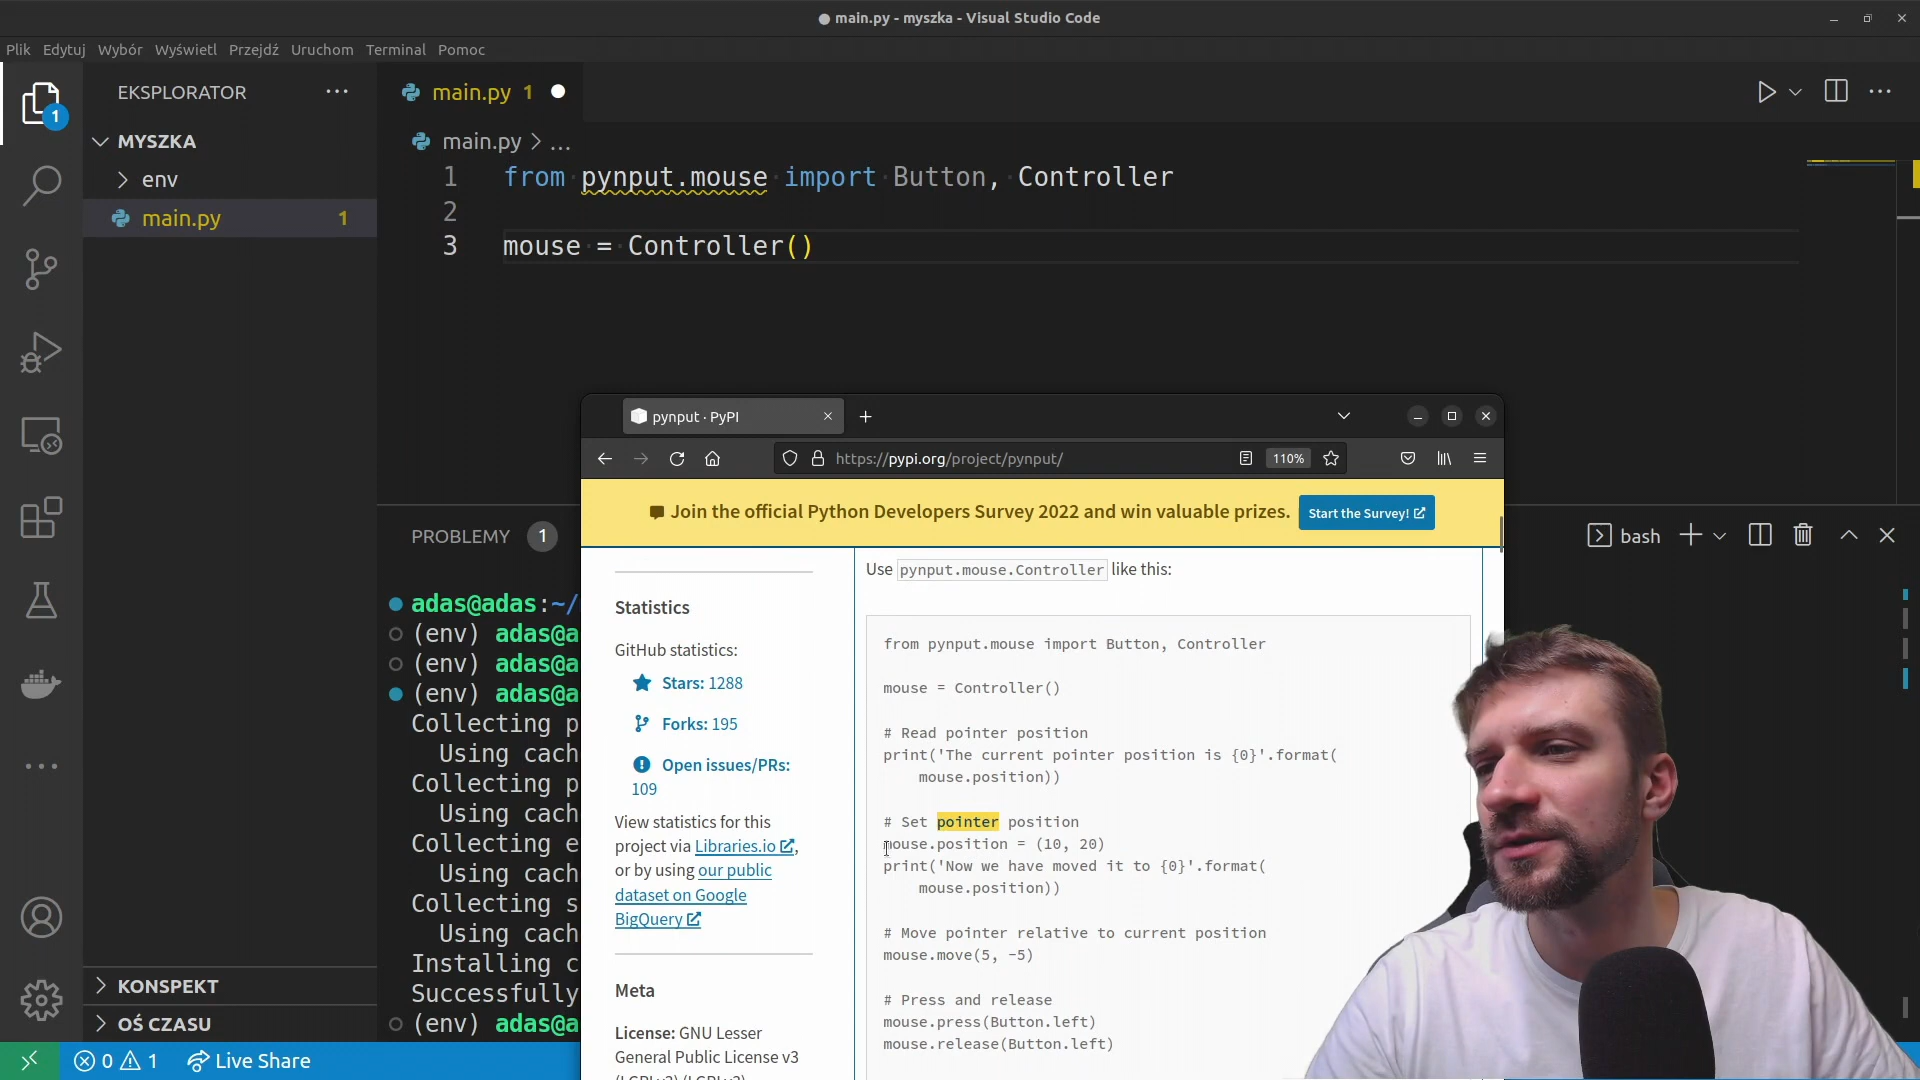 main.py - myszka - Visual Studio Code
Plik Edytuj Wybór Wyświetl Przejdź Uruchom Terminal Pomoc
1
EKSPLORATOR
MYSZKA
env
main.py 1
KONSPEKT
OŚ CZASU
main.py 1
main.py > ...
1 from pynput.mouse import Button, Controller
2
3 mouse = Controller()
PROBLEMY 1
bash
adas@adas:~/
(env) adas@a
(env) adas@a
(env) adas@a
Collecting p
Using cach
Collecting p
Using cach
Collecting e
Using cach
Collecting s
Using cach
Installing c
Successfully
(env) adas@a
pynput · PyPI
https://pypi.org/project/pynput/
110%
Join the official Python Developers Survey 2022 and win valuable prizes.
Start the Survey!
Statistics
GitHub statistics:
Stars: 1288
Forks: 195
Open issues/PRs:
109
View statistics for this
project via Libraries.io,
or by using our public
dataset on Google
BigQuery
Meta
License: GNU Lesser
General Public License v3
Use pynput.mouse.Controller like this:
from pynput.mouse import Button, Controller
mouse = Controller()
# Read pointer position
print('The current pointer position is {0}'.format(
mouse.position))
# Set pointer position
mouse.position = (10, 20)
print('Now we have moved it to {0}'.format(
mouse.position))
# Move pointer relative to current position
mouse.move(5, -5)
# Press and release
mouse.press(Button.left)
mouse.release(Button.left)
0 1 Live Share